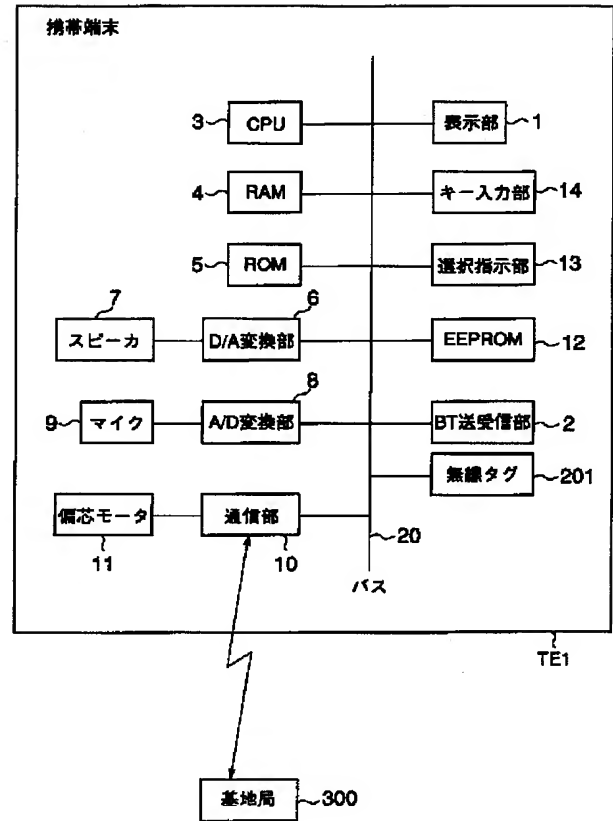 携帯端末
3 CPU 表示部 1
4 RAM キー入力部 14
5 ROM 選択指示部 13
7 6
スピーカ D/A変換部 EEPROM 12
8
9 マイク A/D変換部 BT送受信部 2
無線タグ 201
偏芯モータ 通信部
11 10 20
バス
TE1
基地局 300